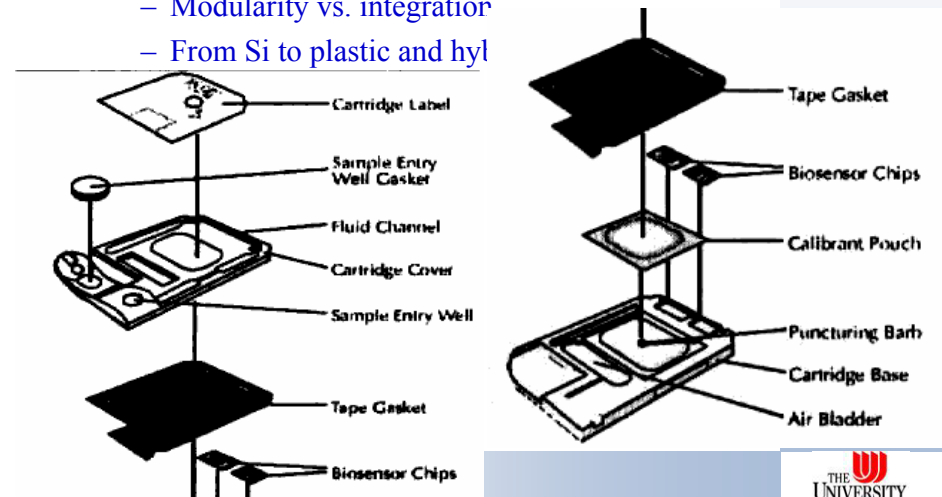 – Modularity vs. integration
– From Si to plastic and
Cartridge Label
Sample Entry
Well Gasket
Fluid Channel
Cartridge Cover
Sample Entry Well
Tape Gasket
Biosensor Chips
Tape Gasket
Biosensor Chips
Calibrant Pouch
Puncturing Barb
Cartridge Base
Air Bladder
THE
UNIVERSITY